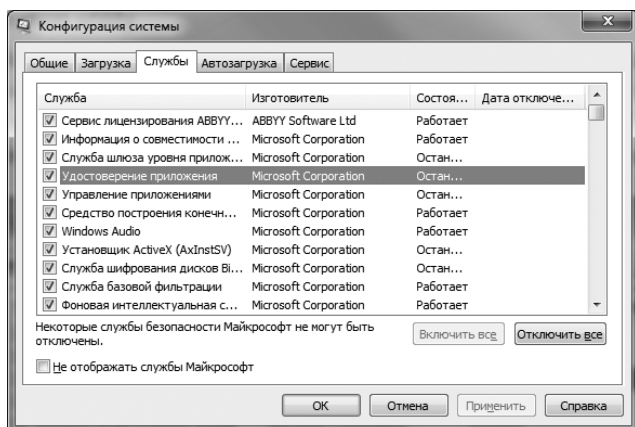 Конфигурация системы
Общие Загрузка Службы Автозагрузка Сервис
Служба Изготовитель Состоя... Дата отключе...
Сервис лицензирования ABBYY... ABBYY Software Ltd Работает
Информация о совместимости ... Microsoft Corporation Работает
Служба шлюза уровня прилож... Microsoft Corporation Остан...
Удостоверение приложения Microsoft Corporation Остан...
Управление приложениями Microsoft Corporation Остан...
Средство построения конечн... Microsoft Corporation Работает
Windows Audio Microsoft Corporation Работает
Установщик ActiveX (AxInstSV) Microsoft Corporation Остан...
Служба шифрования дисков Bi... Microsoft Corporation Остан...
Служба базовой фильтрации Microsoft Corporation Работает
Фоновая интеллектуальная с... Microsoft Corporation Работает
Некоторые службы безопасности Майкрософт не могут быть
отключены.
Включить все Отключить все
Не отображать службы Майкрософт
OK Отмена Применить Справка